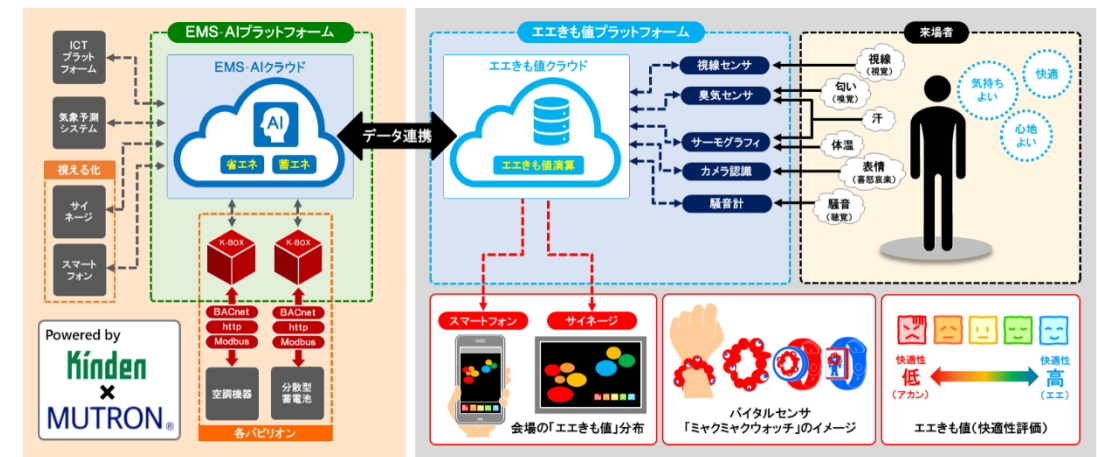 EMS-AIプラットフォーム
ICT
プラット
フォーム
気象予測
システム
視える化
サイ
ネージ
スマート
フォン
EMS-AIクラウド
AI
省エネ
蓄エネ
K-BOX
K-BOX
BACnet
http
Modbus
BACnet
http
Modbus
空調機器
分散型
蓄電池
各パビリオン
Powered by
Kinden
×
MUTRON®
データ連携
エエきも値プラットフォーム
エエきも値クラウド
エエきも値演算
視線センサ
臭気センサ
サーモグラフィ
カメラ認識
騒音計
来場者
視線
(視覚)
匂い
(嗅覚)
汗
体温
表情
(喜怒哀楽)
騒音
(聴覚)
気持ち
よい
快適
心地
よい
スマートフォン
サイネージ
会場の「エエきも値」分布
バイタルセンサ
「ミャクミャクウォッチ」のイメージ
快適性
低
(アカン)
快適性
高
(エエ)
エエきも値(快適性評価)